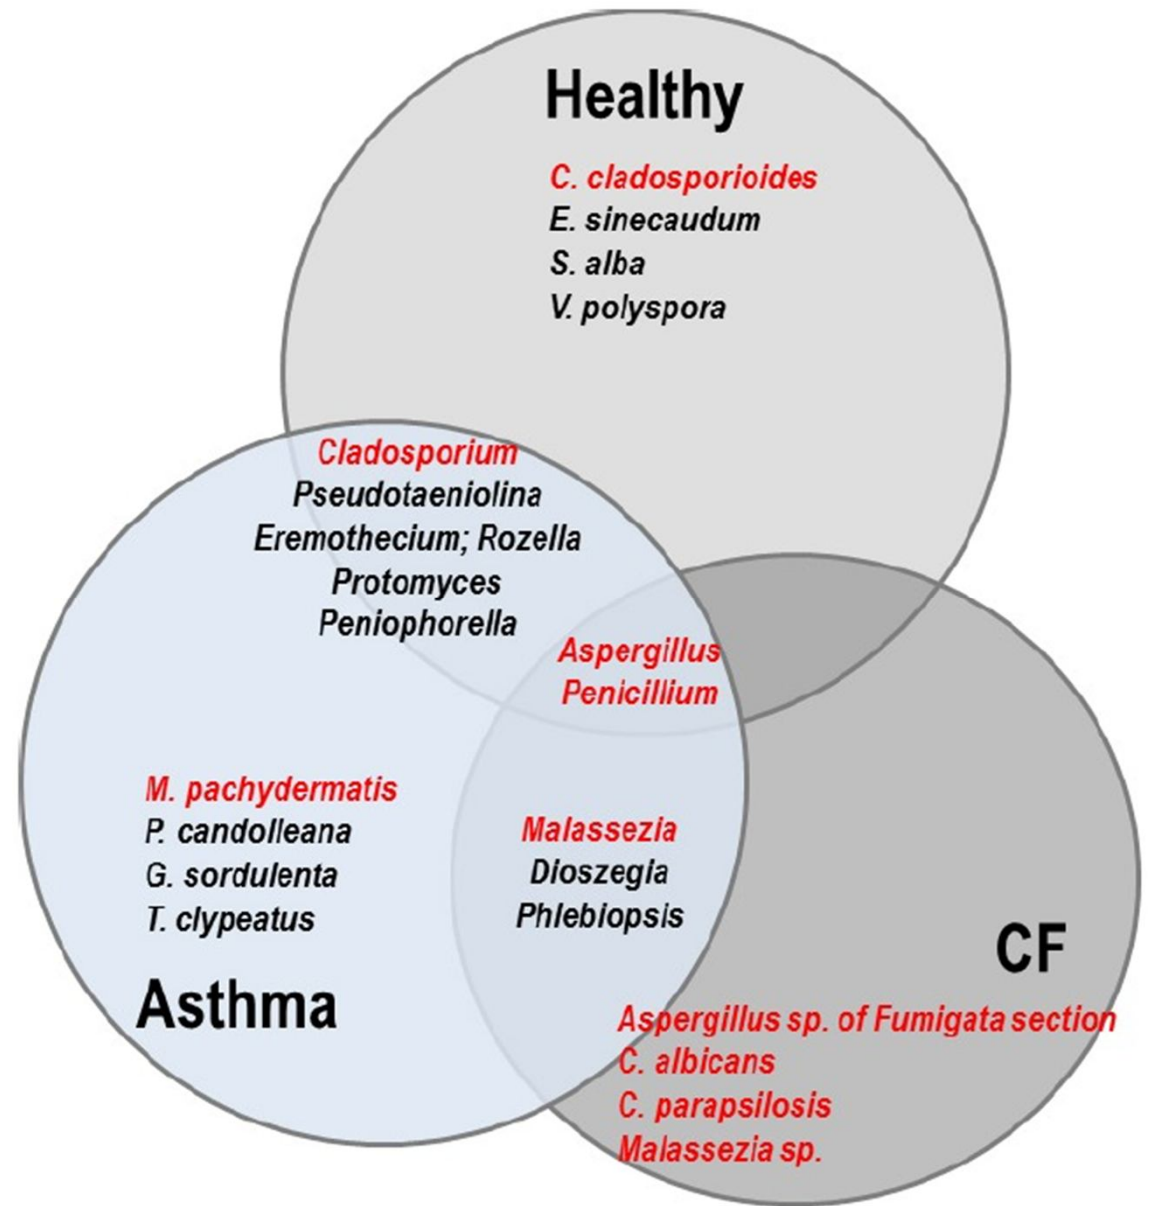 Healthy
C. cladosporioides
E. sinecaudum
S. alba
V. polyspora
Cladosporium
Pseudotaeniolina
Eremothecium; Rozella
Protomyces
Peniophorella
Aspergillus
Penicillium
M. pachydermatis
P. candolleana
G. sordulenta
T. clypeatus
Asthma
Malassezia
Dioszegia
Phlebiopsis
CF
Aspergillus sp. of Fumigata section
C. albicans
C. parapsilosis
Malassezia sp.